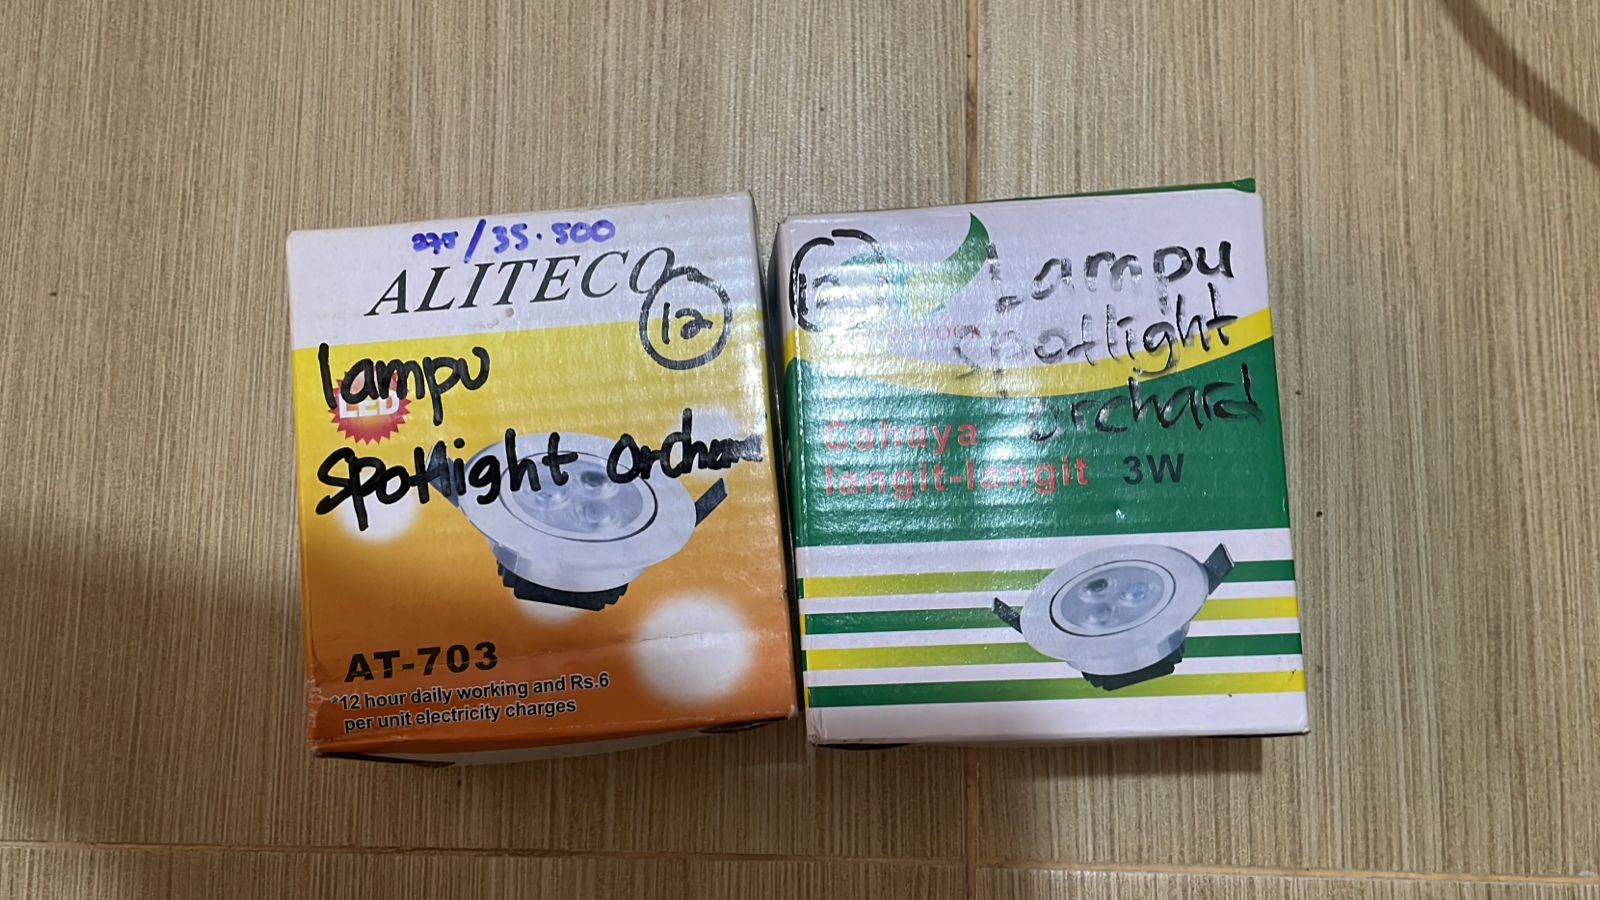 /35.500
ALITECO
12
lampu
LED
Spotlight Orchard
AT-703
*12 hour daily working and Rs.6
per unit electricity charges
12
Lampu
Spotlight
orchard
Cahaya
langit-langit 3W